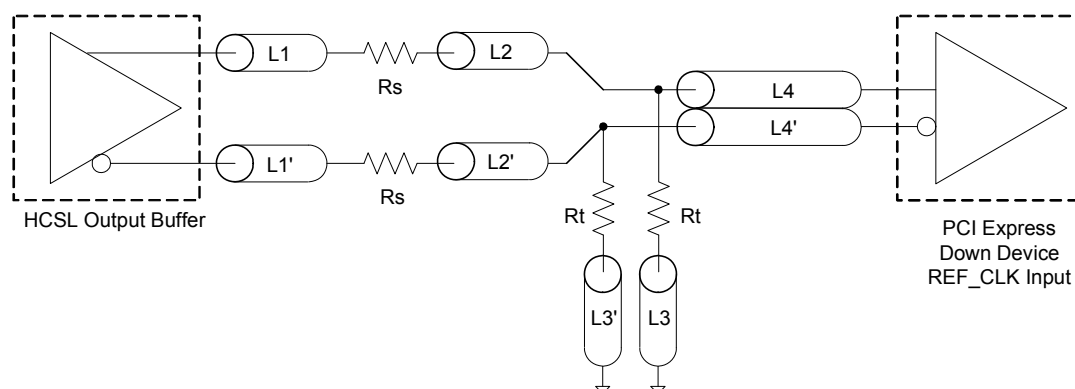 L1
Rs
L2
L4
L4'
L1'
Rs
L2'
HCSL Output Buffer
Rt
Rt
L3'
L3
PCI Express
Down Device
REF_CLK Input